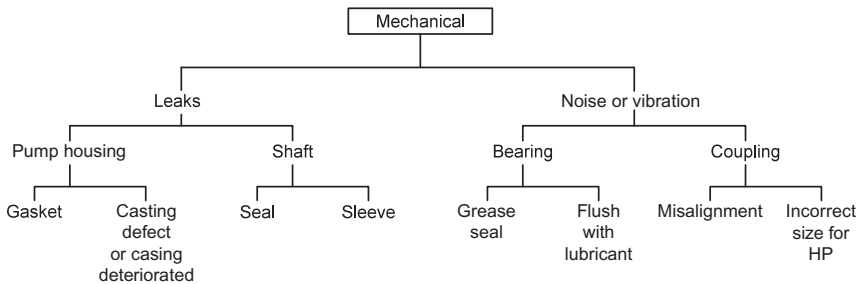 Mechanical
Leaks
Noise or vibration
Pump housing
Shaft
Bearing
Coupling
Gasket
Casting
defect
or casing
deteriorated
Seal
Sleeve
Grease
seal
Flush
with
lubricant
Misalignment
Incorrect
size for
HP